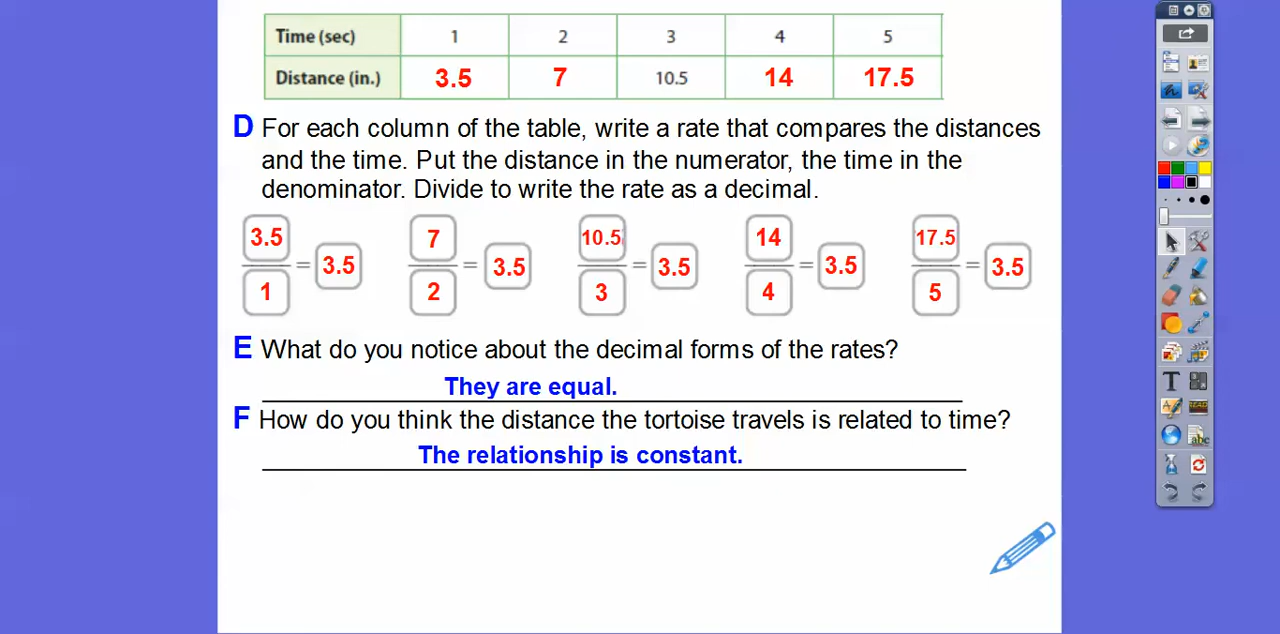 Time (sec) 1 2 3 4 5
Distance (in.) 3.5 7 10.5 14 17.5
D For each column of the table, write a rate that compares the distances
and the time. Put the distance in the numerator, the time in the
denominator. Divide to write the rate as a decimal.
3.5 7 10.5 14 17.5
= 3.5 = 3.5 = 3.5 = 3.5 = 3.5
1 2 3 4 5
E What do you notice about the decimal forms of the rates?
They are equal.
F How do you think the distance the tortoise travels is related to time?
The relationship is constant.
T
abc